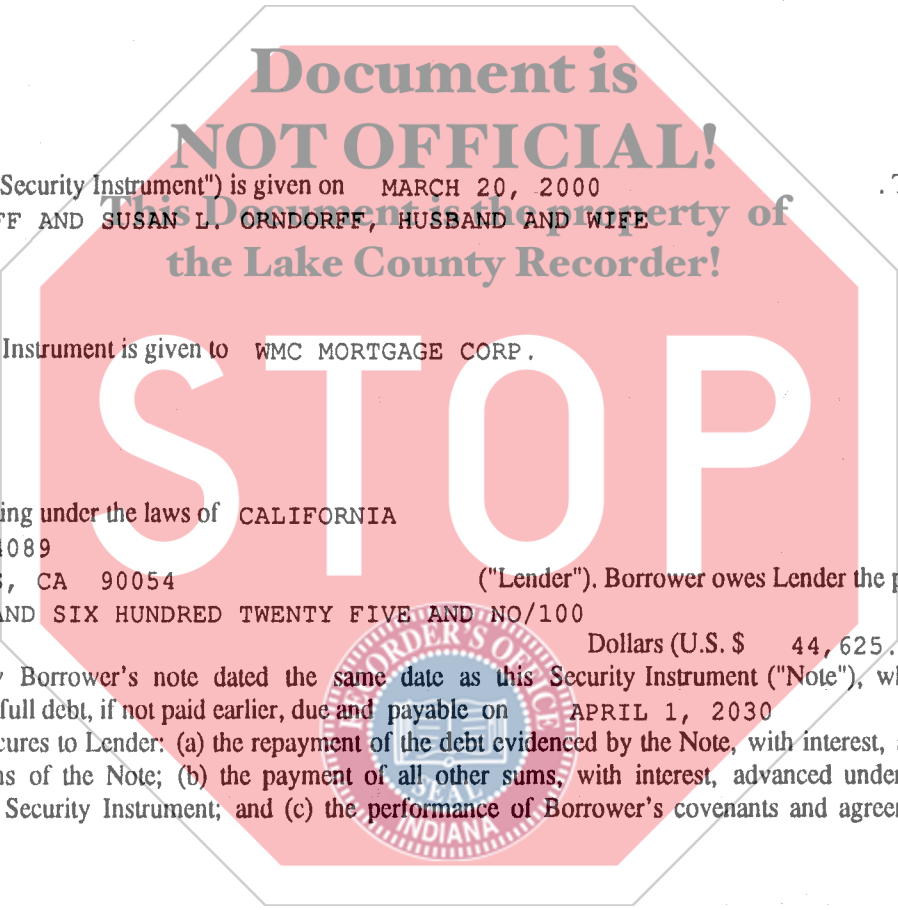 Document is
NOT OFFICIAL!
Security Instrument") is given on MARCH 20, 2000
This Document is the property of
FF AND SUSAN L. ORNDORFF, HUSBAND AND WIFE
the Lake County Recorder!
Instrument is given to WMC MORTGAGE CORP.
STOP
ing under the laws of CALIFORNIA
4089
, CA 90054 ("Lender"). Borrower owes Lender the p
AND SIX HUNDRED TWENTY FIVE AND NO/100
Dollars (U.S. $ 44,625.
y Borrower's note dated the same date as this Security Instrument ("Note"), wh
full debt, if not paid earlier, due and payable on APRIL 1, 2030
cures to Lender: (a) the repayment of the debt evidenced by the Note, with interest,
ns of the Note; (b) the payment of all other sums, with interest, advanced under
Security Instrument; and (c) the performance of Borrower's covenants and agreer
RECORDER'S OFFICE
SEAL
INDIANA